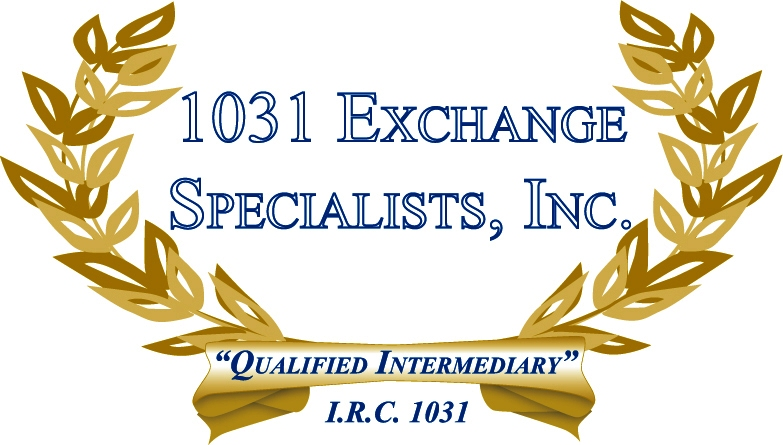 1031 EXCHANGE
SPECIALISTS, INC.
“QUALIFIED INTERMEDIARY”
I.R.C. 1031